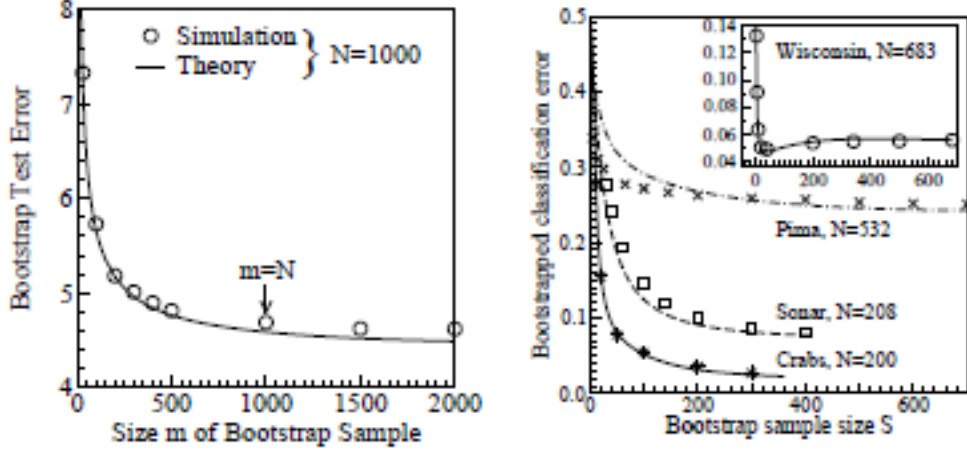 8
7
6
5
4
Bootstrap Test Error
Simulation
Theory
N=1000
m=N
0
500
1000
1500
2000
Size m of Bootstrap Sample
0.5
0.4
0.3
0.2
0.1
0.0
Bootstrapped classification error
0.14
0.12
0.10
0.08
0.06
0.04
Wisconsin, N=683
0
200
400
600
Pima, N=532
Sonar, N=208
Crabs, N=200
0
200
400
600
Bootstrap sample size S